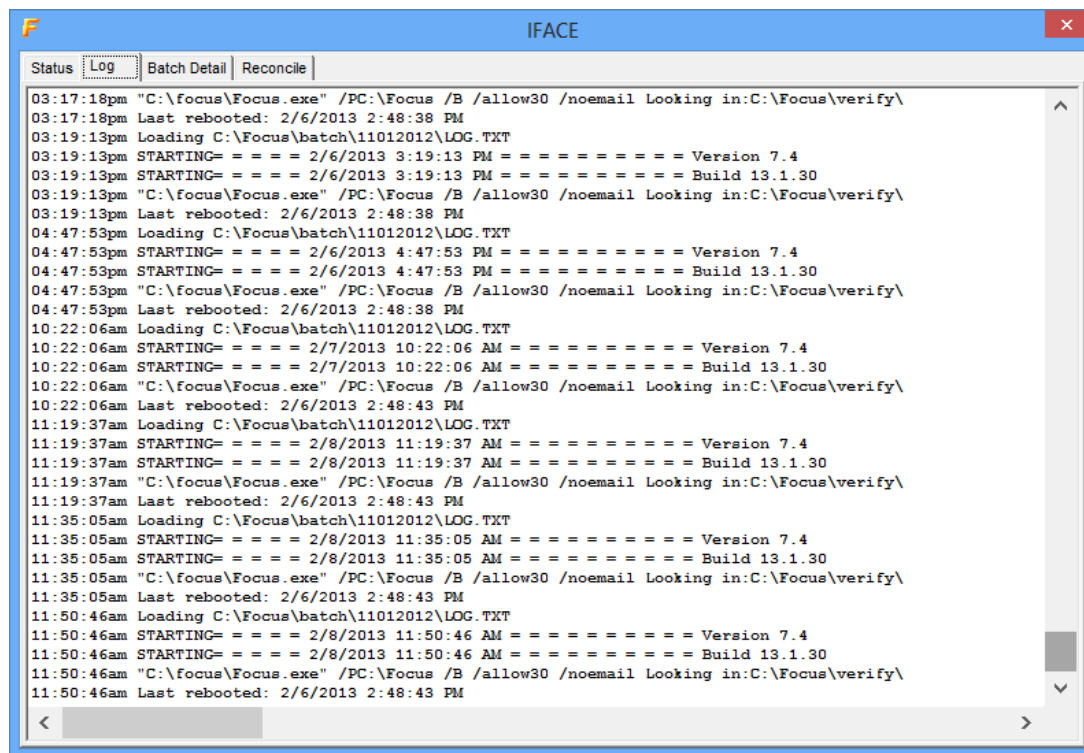 F
IFACE
Status Log Batch Detail Reconcile
03:17:18pm "C:\focus\Focus.exe" /PC:\Focus /B /allow30 /noemail Looking in:C:\Focus\verify\
03:17:18pm Last rebooted: 2/6/2013 2:48:38 PM
03:19:13pm Loading C:\Focus\batch\11012012\LOG.TXT
03:19:13pm STARTING= = = = = 2/6/2013 3:19:13 PM = = = = = = = = = = Version 7.4
03:19:13pm STARTING= = = = = 2/6/2013 3:19:13 PM = = = = = = = = = = Build 13.1.30
03:19:13pm "C:\focus\Focus.exe" /PC:\Focus /B /allow30 /noemail Looking in:C:\Focus\verify\
03:19:13pm Last rebooted: 2/6/2013 2:48:38 PM
04:47:53pm Loading C:\Focus\batch\11012012\LOG.TXT
04:47:53pm STARTING= = = = = 2/6/2013 4:47:53 PM = = = = = = = = = = Version 7.4
04:47:53pm STARTING= = = = = 2/6/2013 4:47:53 PM = = = = = = = = = = Build 13.1.30
04:47:53pm "C:\focus\Focus.exe" /PC:\Focus /B /allow30 /noemail Looking in:C:\Focus\verify\
04:47:53pm Last rebooted: 2/6/2013 2:48:38 PM
10:22:06am Loading C:\Focus\batch\11012012\LOG.TXT
10:22:06am STARTING= = = = = 2/7/2013 10:22:06 AM = = = = = = = = = = Version 7.4
10:22:06am STARTING= = = = = 2/7/2013 10:22:06 AM = = = = = = = = = = Build 13.1.30
10:22:06am "C:\focus\Focus.exe" /PC:\Focus /B /allow30 /noemail Looking in:C:\Focus\verify\
10:22:06am Last rebooted: 2/6/2013 2:48:43 PM
11:19:37am Loading C:\Focus\batch\11012012\LOG.TXT
11:19:37am STARTING= = = = = 2/8/2013 11:19:37 AM = = = = = = = = = = Version 7.4
11:19:37am STARTING= = = = = 2/8/2013 11:19:37 AM = = = = = = = = = = Build 13.1.30
11:19:37am "C:\focus\Focus.exe" /PC:\Focus /B /allow30 /noemail Looking in:C:\Focus\verify\
11:19:37am Last rebooted: 2/6/2013 2:48:43 PM
11:35:05am Loading C:\Focus\batch\11012012\LOG.TXT
11:35:05am STARTING= = = = = 2/8/2013 11:35:05 AM = = = = = = = = = = Version 7.4
11:35:05am STARTING= = = = = 2/8/2013 11:35:05 AM = = = = = = = = = = Build 13.1.30
11:35:05am "C:\focus\Focus.exe" /PC:\Focus /B /allow30 /noemail Looking in:C:\Focus\verify\
11:35:05am Last rebooted: 2/6/2013 2:48:43 PM
11:50:46am Loading C:\Focus\batch\11012012\LOG.TXT
11:50:46am STARTING= = = = = 2/8/2013 11:50:46 AM = = = = = = = = = = Version 7.4
11:50:46am STARTING= = = = = 2/8/2013 11:50:46 AM = = = = = = = = = = Build 13.1.30
11:50:46am "C:\focus\Focus.exe" /PC:\Focus /B /allow30 /noemail Looking in:C:\Focus\verify\
11:50:46am Last rebooted: 2/6/2013 2:48:43 PM